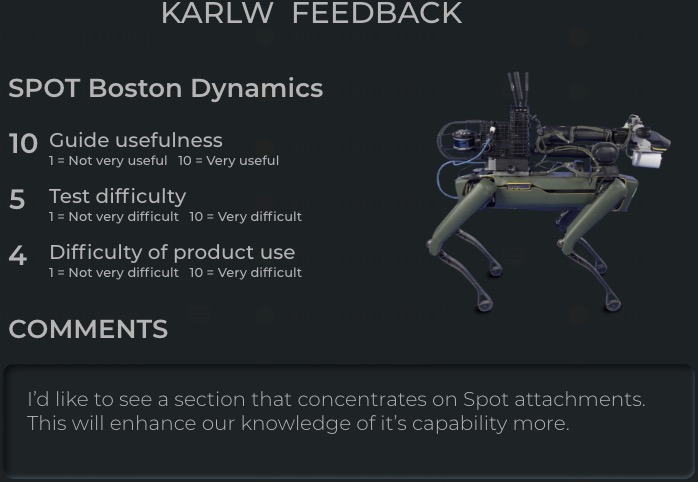 KARLW FEEDBACK
SPOT Boston Dynamics
10 Guide usefulness
1 = Not very useful 10 = Very useful
5 Test difficulty
1 = Not very difficult 10 = Very difficult
4 Difficulty of product use
1 = Not very difficult 10 = Very difficult
COMMENTS
I'd like to see a section that concentrates on Spot attachments.
This will enhance our knowledge of it's capability more.